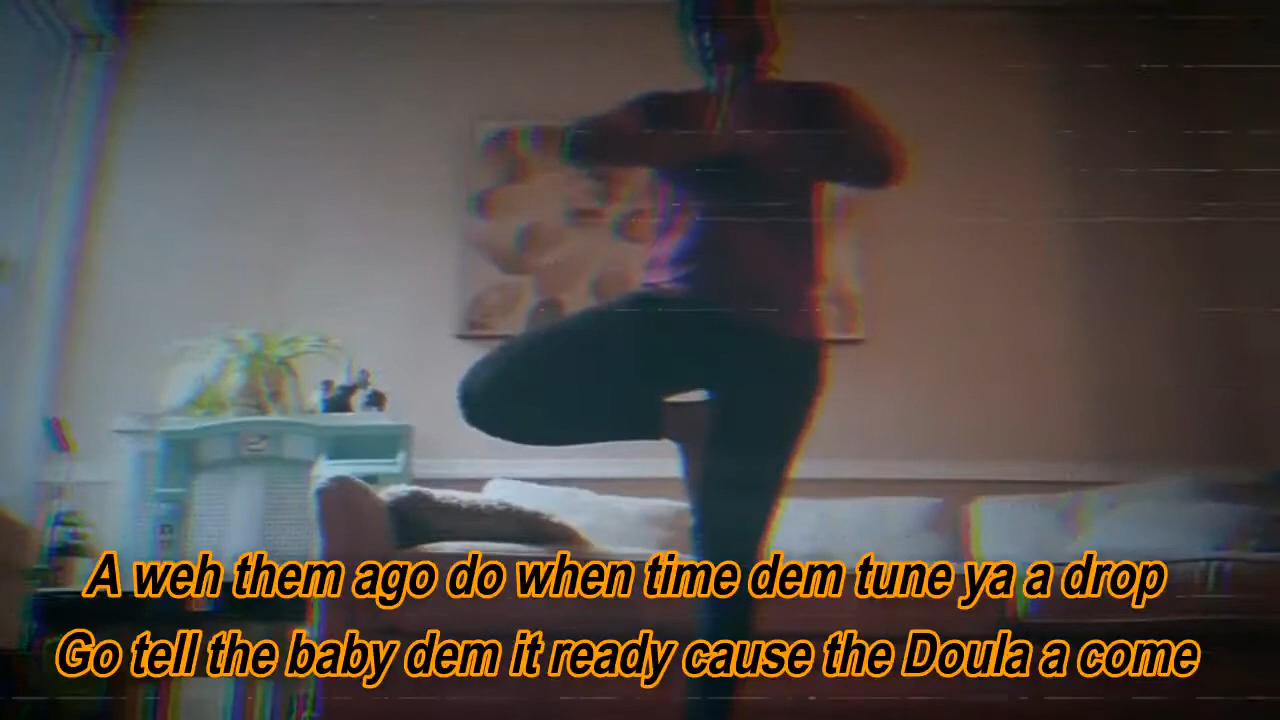 A weh them ago do when time dem tune ya a drop
Go tell the baby dem it ready cause the Doula a come